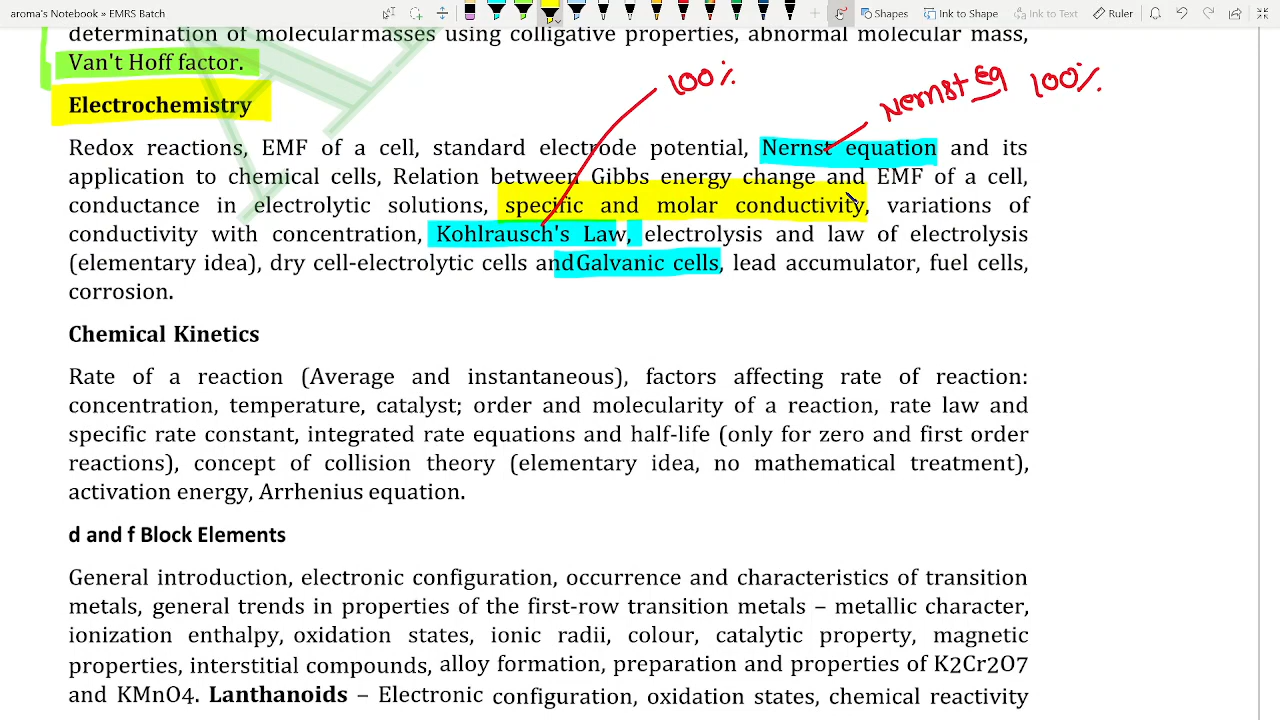 aroma's Notebook » EMRS Batch
Shapes
Ink to Shape
Ink to Text
Ruler
determination of molecular masses using colligative properties, abnormal molecular mass,
Van't Hoff factor.
100%
Nernst Eq 100%
Electrochemistry
Redox reactions, EMF of a cell, standard electrode potential, Nernst equation and its
application to chemical cells, Relation between Gibbs energy change and EMF of a cell,
conductance in electrolytic solutions, specific and molar conductivity, variations of
conductivity with concentration, Kohlrausch's Law, electrolysis and law of electrolysis
(elementary idea), dry cell-electrolytic cells and Galvanic cells, lead accumulator, fuel cells,
corrosion.
Chemical Kinetics
Rate of a reaction (Average and instantaneous), factors affecting rate of reaction:
concentration, temperature, catalyst; order and molecularity of a reaction, rate law and
specific rate constant, integrated rate equations and half-life (only for zero and first order
reactions), concept of collision theory (elementary idea, no mathematical treatment),
activation energy, Arrhenius equation.
d and f Block Elements
General introduction, electronic configuration, occurrence and characteristics of transition
metals, general trends in properties of the first-row transition metals – metallic character,
ionization enthalpy, oxidation states, ionic radii, colour, catalytic property, magnetic
properties, interstitial compounds, alloy formation, preparation and properties of K2Cr2O7
and KMnO4. Lanthanoids – Electronic configuration, oxidation states, chemical reactivity